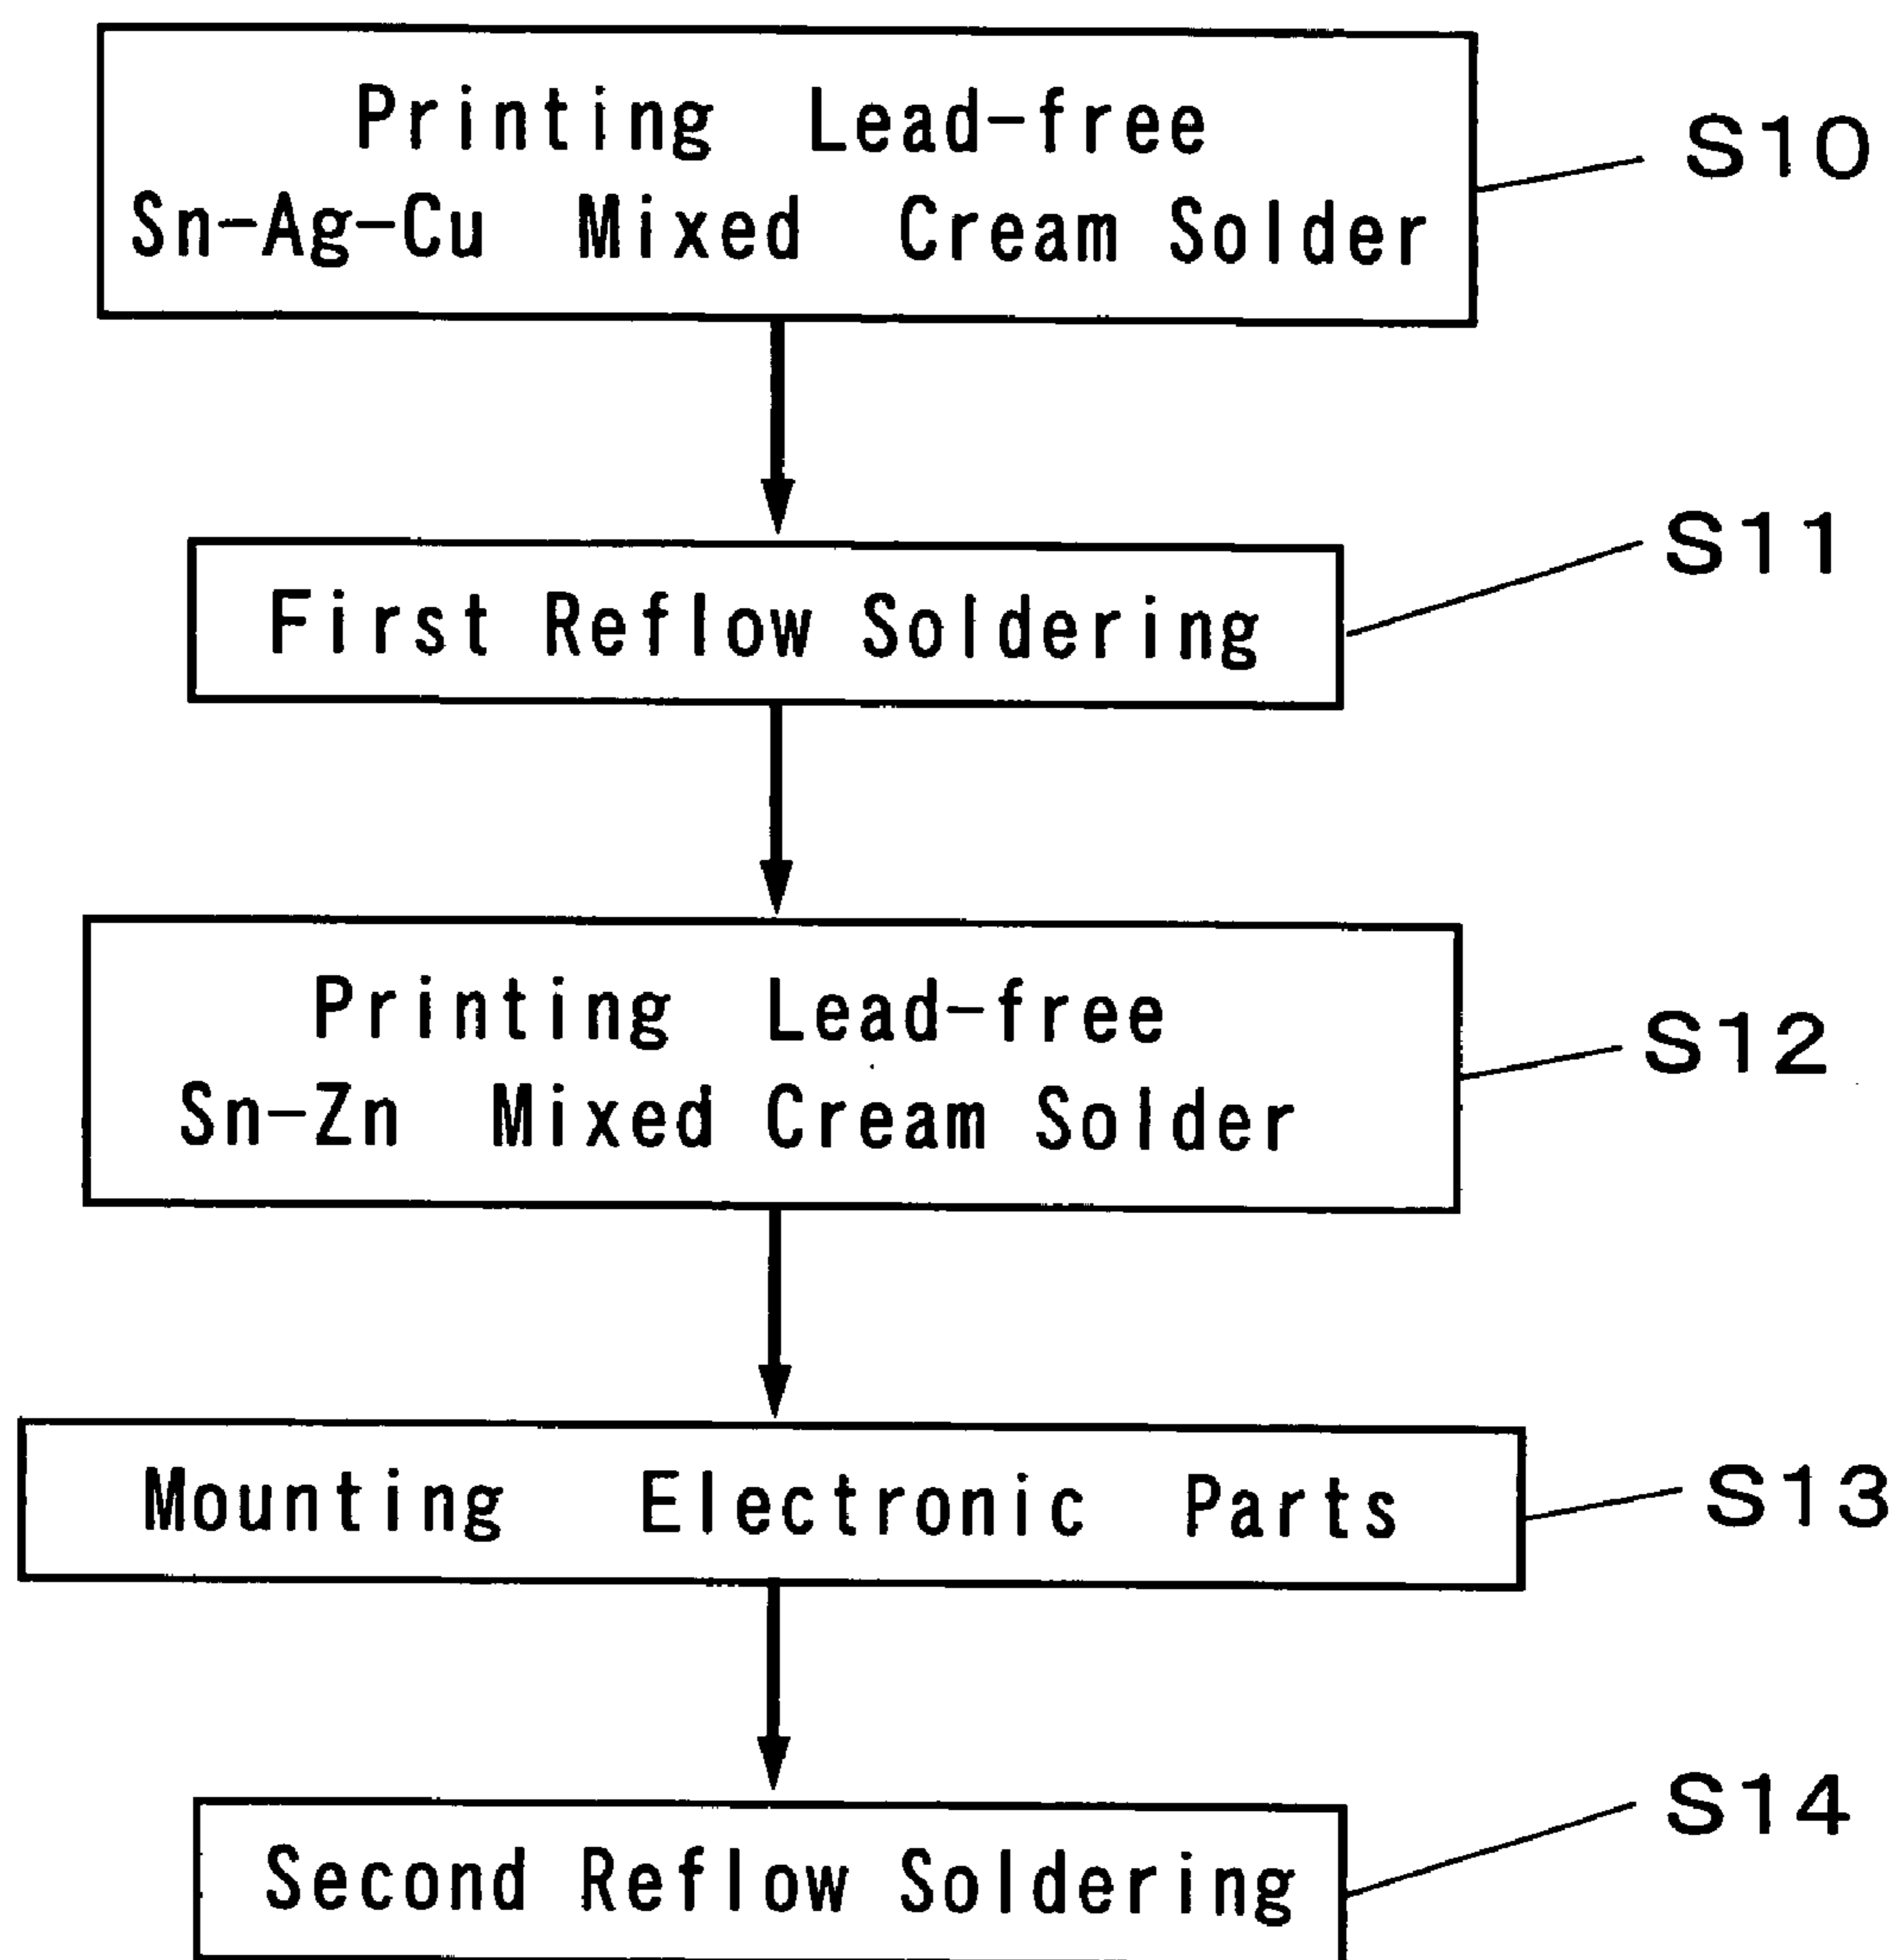 Printing Lead-free
Sn-Ag-Cu Mixed Cream Solder
S10
First Reflow Soldering
S11
Printing Lead-free
Sn-Zn Mixed Cream Solder
S12
Mounting Electronic Parts
S13
Second Reflow Soldering
S14